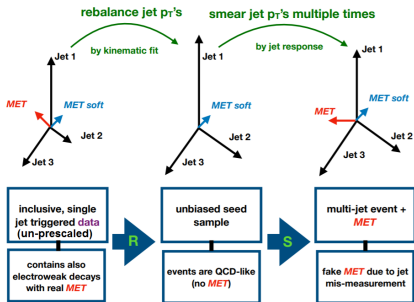 rebalance jet pT's
smear jet pT's multiple times
by kinematic fit
by jet response
Jet 1
MET
MET soft
Jet 2
Jet 3
Jet 1
MET soft
Jet 2
Jet 3
Jet 1
MET soft
MET
Jet 2
Jet 3
inclusive, single
jet triggered data
(un-prescaled)
R
unbiased seed
sample
S
multi-jet event +
MET
contains also
electroweak decays
with real MET
events are QCD-like
(no MET)
fake MET due to jet
mis-measurement